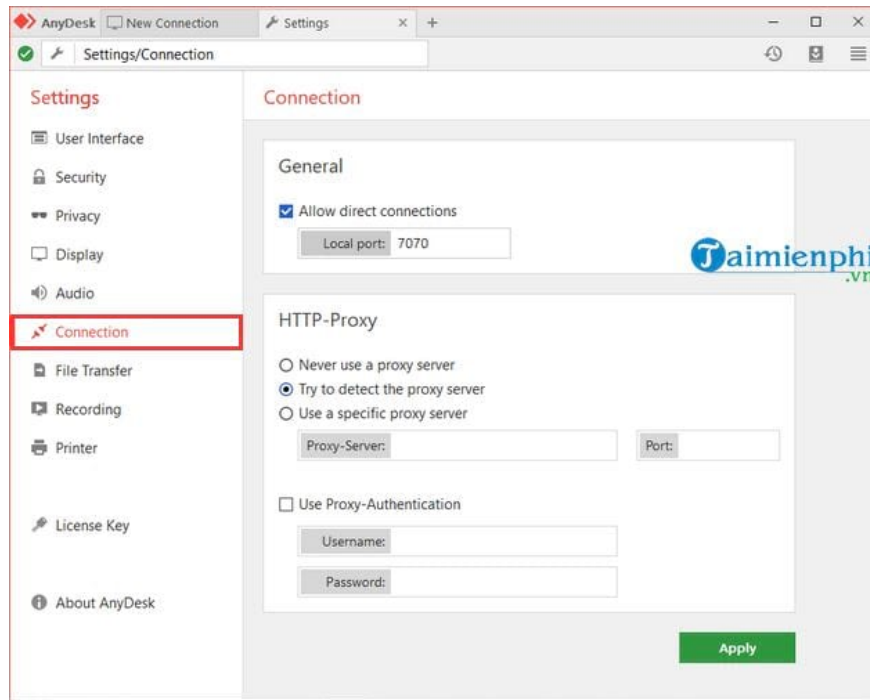 AnyDesk New Connection Settings
Settings/Connection
Settings
User Interface
Security
Privacy
Display
Audio
Connection
File Transfer
Recording
Printer
License Key
About AnyDesk
Connection
General
Allow direct connections
Local port: 7070
HTTP-Proxy
Never use a proxy server
Try to detect the proxy server
Use a specific proxy server
Proxy-Server: Port:
Use Proxy-Authentication
Username:
Password:
Apply
Taimienphi
.vn